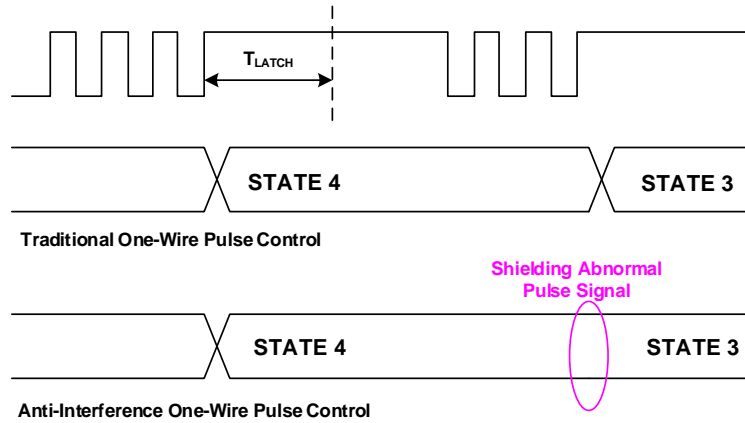 TLATCH
STATE 4
STATE 3
Traditional One-Wire Pulse Control
Shielding Abnormal
Pulse Signal
STATE 4
STATE 3
Anti-Interference One-Wire Pulse Control